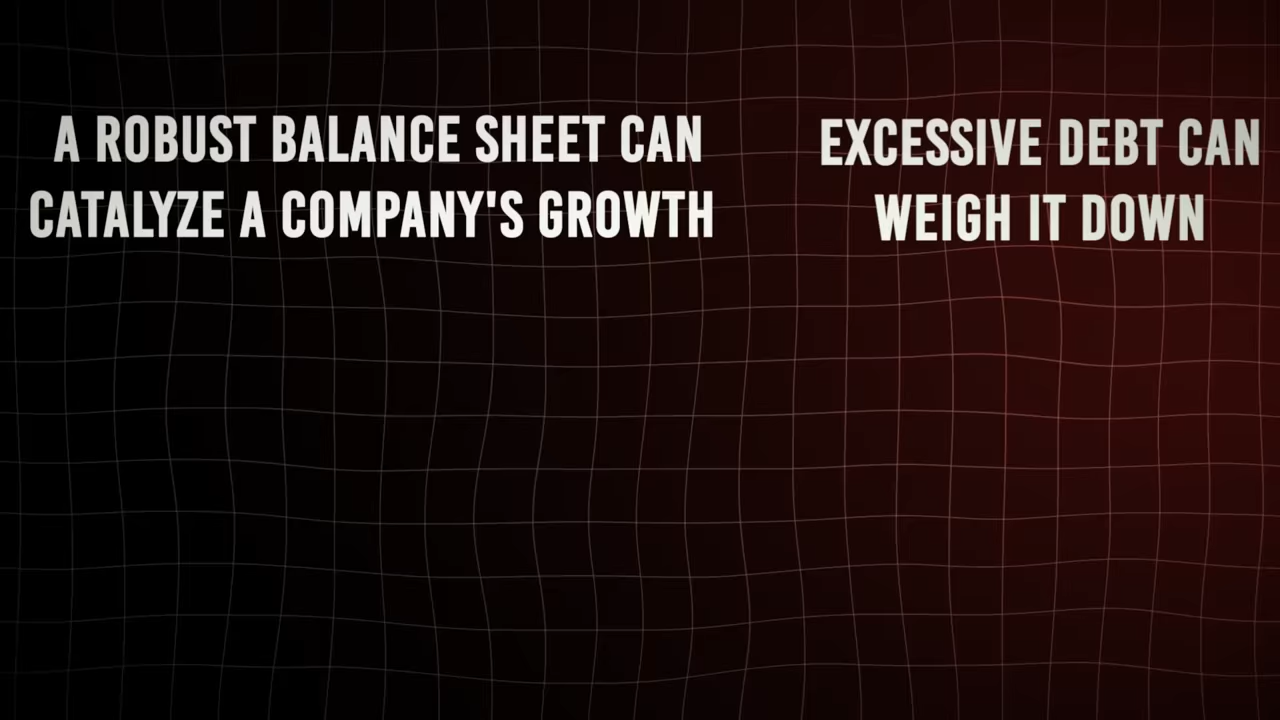 A ROBUST BALANCE SHEET CAN
CATALYZE A COMPANY'S GROWTH
EXCESSIVE DEBT CAN
WEIGH IT DOWN